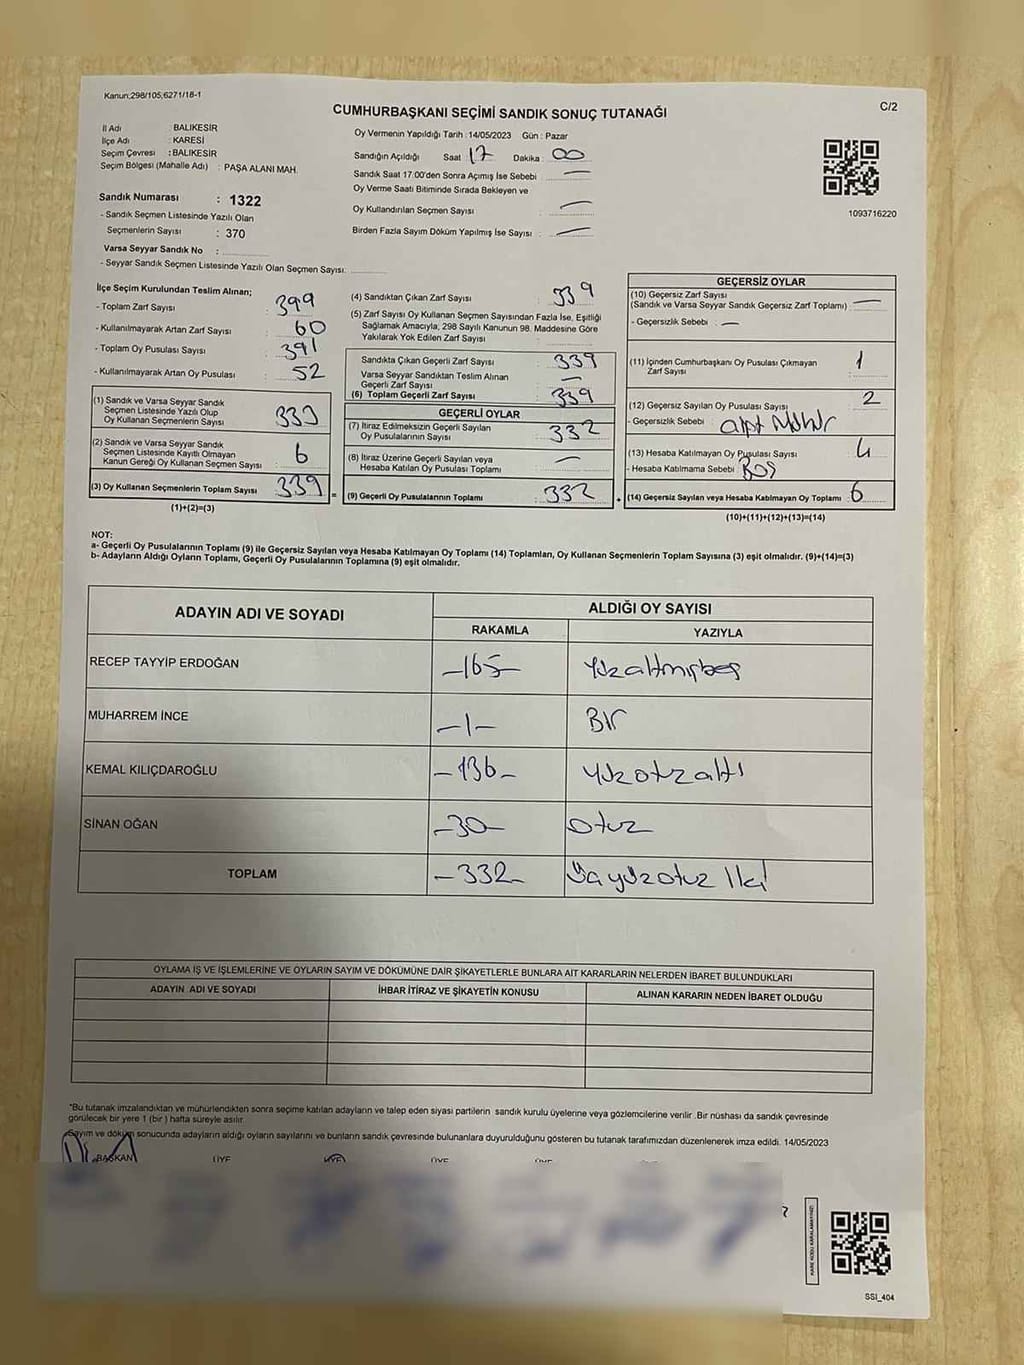 Kanun;298/105,6271/18-1
C/2
CUMHURBAŞKANI SEÇİMİ SANDIK SONUÇ TUTANAĞI
İl Adı : BALIKESİR
İlçe Adı : KARESİ
Seçim Çevresi : BALIKESİR
Seçim Bölgesi (Mahalle Adı) : PAŞA ALANI MAH.
Sandık Numarası : 1322
- Sandık Seçmen Listesinde Yazılı Olan
Seçmenlerin Sayısı : 370
Varsa Seyyar Sandık No :
- Seyyar Sandık Seçmen Listesinde Yazılı Olan Seçmen Sayısı:
Oy Vermenin Yapıldığı Tarih : 14/05/2023 Gün : Pazar
Sandığın Açıldığı Saat 17 Dakika 00
Sandık Saat 17:00'den Sonra Açımış İse Sebebi —
Oy Verme Saati Bitiminde Sırada Bekleyen ve
Oy Kullandırılan Seçmen Sayısı : —
Birden Fazla Sayım Döküm Yapılmış İse Sayısı : —
1093716220
İlçe Seçim Kurulundan Teslim Alınan;
- Toplam Zarf Sayısı : 399
- Kullanılmayarak Artan Zarf Sayısı : 60
- Toplam Oy Pusulası Sayısı : 391
- Kullanılmayarak Artan Oy Pusulası : 52
(1) Sandık ve Varsa Seyyar Sandık
Seçmen Listesinde Yazılı Olup
Oy Kullanan Seçmenlerin Sayısı : 333
(2) Sandık ve Varsa Seyyar Sandık
Seçmen Listesinde Kayıtlı Olmayan
Kanun Gereği Oy Kullanan Seçmen Sayısı : 6
(3) Oy Kullanan Seçmenlerin Toplam Sayısı : 339
(1)+(2)=(3)
(4) Sandıktan Çıkan Zarf Sayısı : 339
(5) Zarf Sayısı Oy Kullanan Seçmen Sayısından Fazla İse, Eşitliği
Sağlamak Amacıyla, 298 Sayılı Kanunun 98. Maddesine Göre
Yakılarak Yok Edilen Zarf Sayısı :
Sandıkta Çıkan Geçerli Zarf Sayısı : 339
Varsa Seyyar Sandıktan Teslim Alınan
Geçerli Zarf Sayısı : —
(6) Toplam Geçerli Zarf Sayısı : 339
GEÇERLİ OYLAR
(7) İtiraz Edilmeksizin Geçerli Sayılan
Oy Pusulalarının Sayısı : 332
(8) İtiraz Üzerine Geçerli Sayılan veya
Hesaba Katılan Oy Pusulası Toplamı : —
= (9) Geçerli Oy Pusulalarının Toplamı : 332
GEÇERSİZ OYLAR
(10) Geçersiz Zarf Sayısı
(Sandık ve Varsa Seyyar Sandık Geçersiz Zarf Toplamı) : —
- Geçersizlik Sebebi : —
(11) İçinden Cumhurbaşkanı Oy Pusulası Çıkmayan
Zarf Sayısı : 1
(12) Geçersiz Sayılan Oy Pusulası Sayısı : 2
- Geçersizlik Sebebi :
(13) Hesaba Katılmayan Oy Pusulası Sayısı : 4
- Hesaba Katılmama Sebebi : Boş
+ (14) Geçersiz Sayılan veya Hesaba Katılmayan Oy Toplamı : 6
(10)+(11)+(12)+(13)=(14)
NOT:
a- Geçerli Oy Pusulalarının Toplamı (9) ile Geçersiz Sayılan veya Hesaba Katılmayan Oy Toplamı (14) Toplamları, Oy Kullanan Seçmenlerin Toplam Sayısına (3) eşit olmalıdır. (9)+(14)=(3)
b- Adayların Aldığı Oyların Toplamı, Geçerli Oy Pusulalarının Toplamına (9) eşit olmalıdır.
ADAYIN ADI VE SOYADI
ALDIĞI OY SAYISI
RAKAMLA YAZIYLA
RECEP TAYYİP ERDOĞAN -165- Yüzaltmışbeş
MUHARREM İNCE -1- Bir
KEMAL KILIÇDAROĞLU -136- Yüzotuzaltı
SİNAN OĞAN -30- Otuz
TOPLAM -332- Üçyüzotuz iki
OYLAMA İŞ VE İŞLEMLERİNE VE OYLARIN SAYIM VE DÖKÜMÜNE DAİR ŞİKAYETLERLE BUNLARA AİT KARARLARIN NELERDEN İBARET BULUNDUKLARI
ADAYIN ADI VE SOYADI İHBAR İTİRAZ VE ŞİKAYETİN KONUSU ALINAN KARARIN NEDEN İBARET OLDUĞU
*Bu tutanak imzalandıktan ve mühürlendikten sonra seçime katılan adayların ve talep eden siyasi partilerin sandık kurulu üyelerine veya gözlemcilerine verilir. Bir nüshası da sandık çevresinde
görülecek bir yere 1 (bir) hafta süreyle asılır.
Sayım ve döküm sonucunda adayların aldığı oyların sayılarını ve bunların sandık çevresinde bulunanlara duyurulduğunu gösteren bu tutanak tarafımızdan düzenlenerek imza edildi. 14/05/2023
BAŞKAN ÜYE ÜYE ÜYE ÜYE
KARE KODU KARALAMAYINIZ!
SSI_404